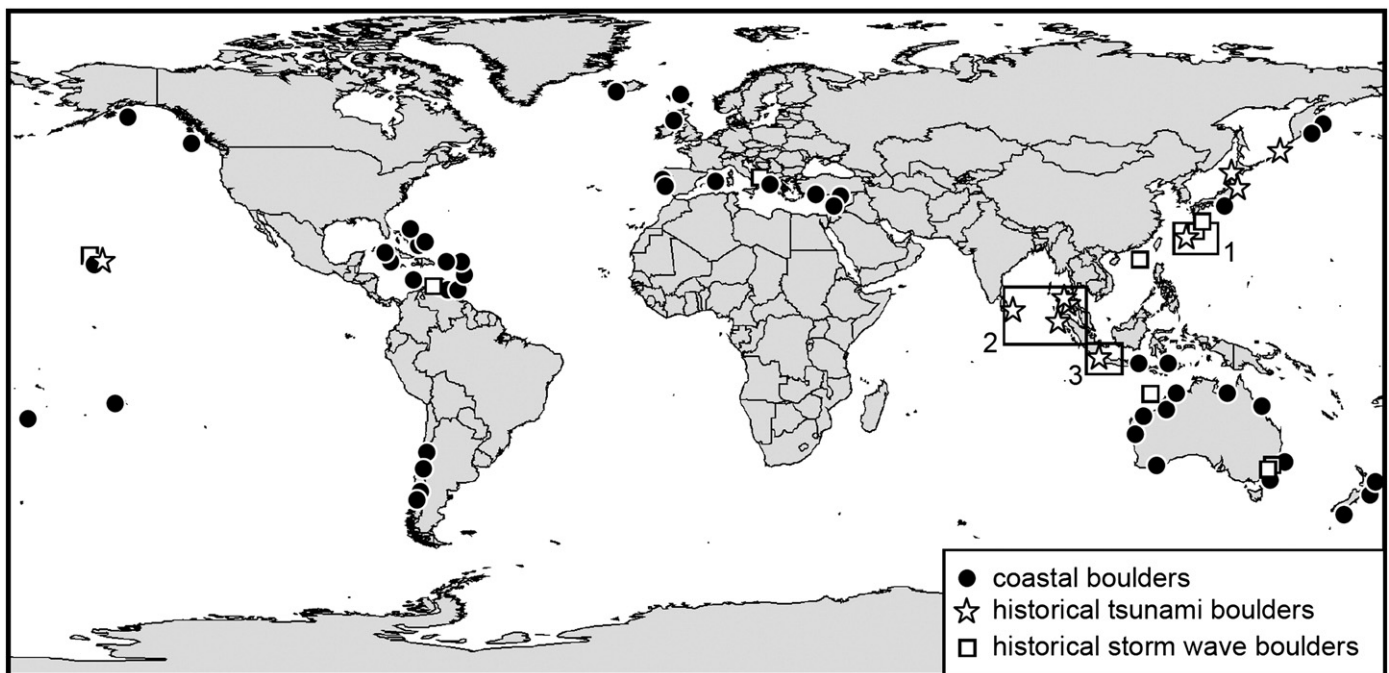 1
2
3
coastal boulders
historical tsunami boulders
historical storm wave boulders